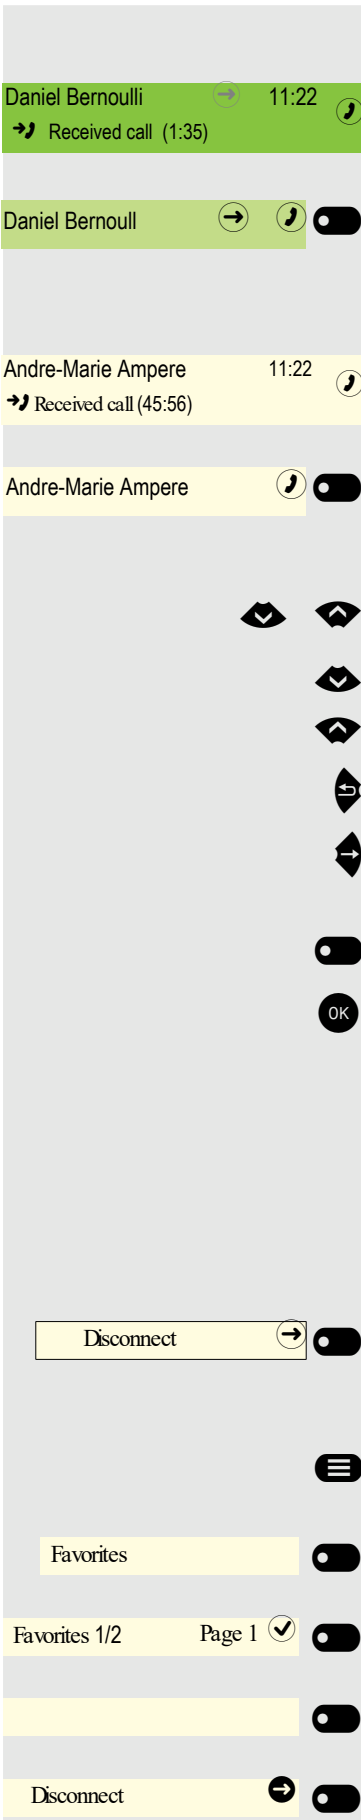 Daniel Bernoulli 11:22
Received call (1:35)
Daniel Bernoull
Andre-Marie Ampere 11:22
Received call (45:56)
Andre-Marie Ampere
OK
Disconnect
Favorites
Favorites 1/2 Page 1
Disconnect